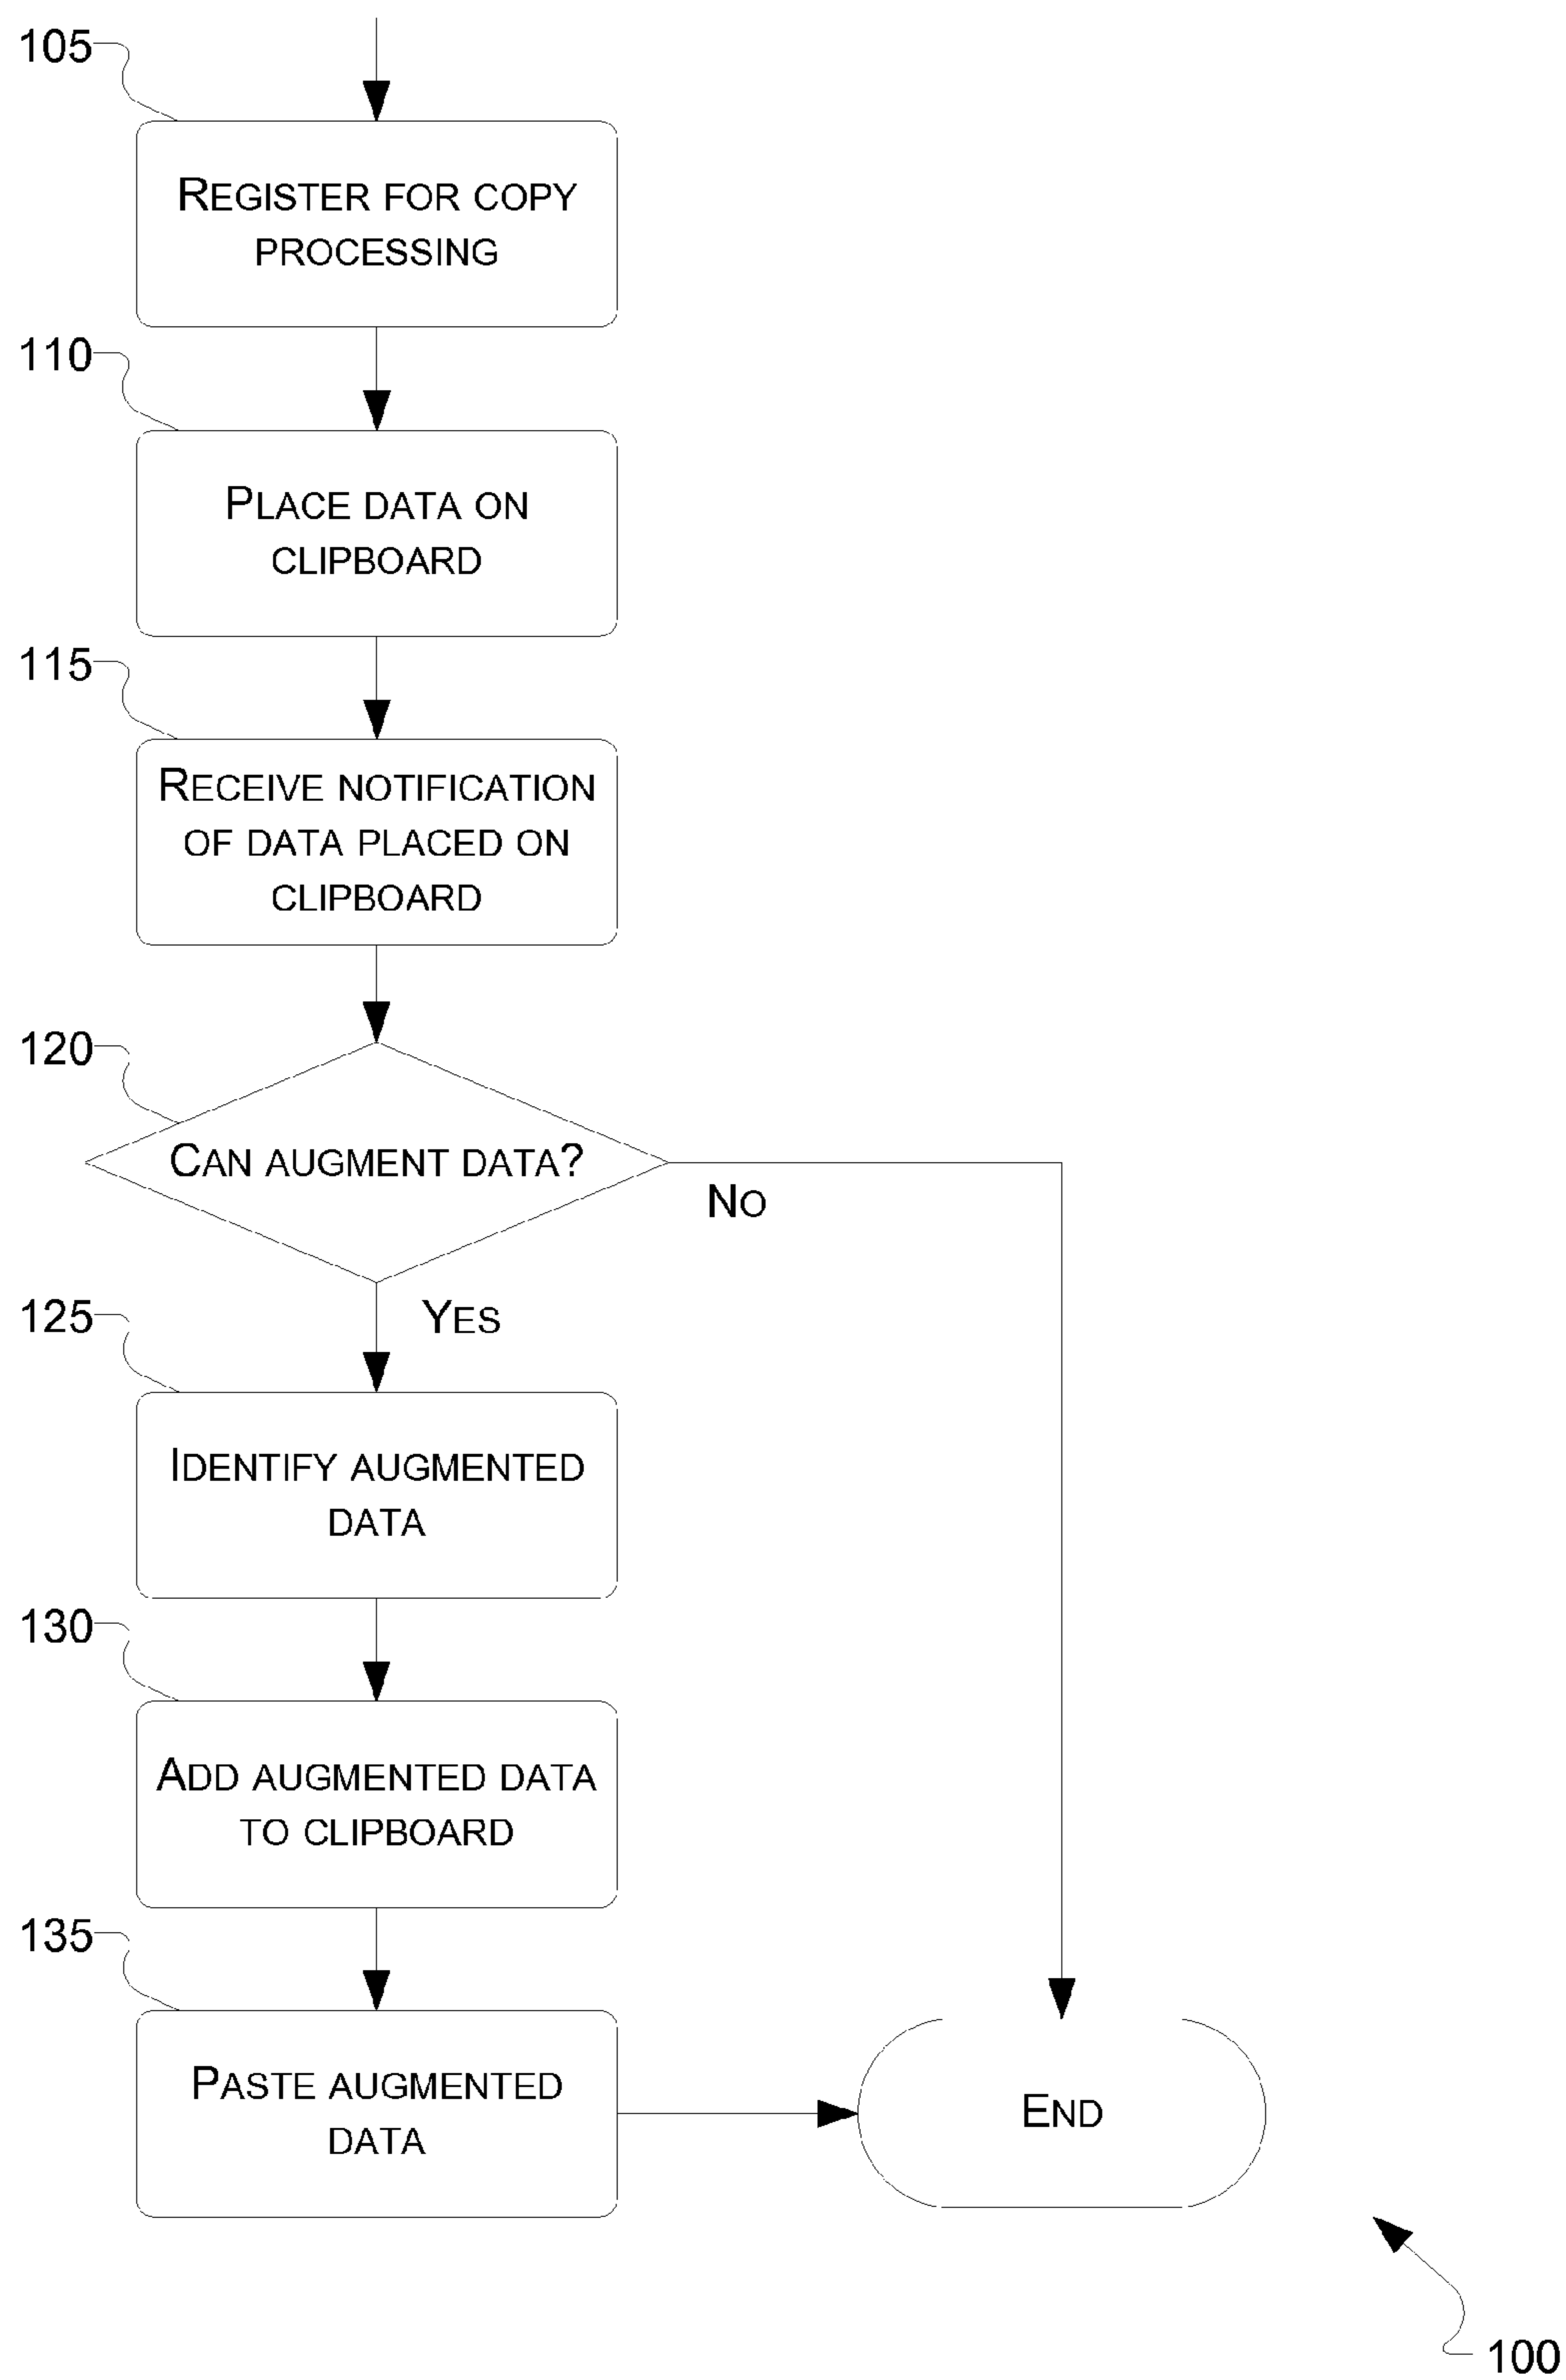 105
REGISTER FOR COPY
PROCESSING
110
PLACE DATA ON
CLIPBOARD
115
RECEIVE NOTIFICATION
OF DATA PLACED ON
CLIPBOARD
120
CAN AUGMENT DATA?
NO
YES
125
IDENTIFY AUGMENTED
DATA
130
ADD AUGMENTED DATA
TO CLIPBOARD
135
PASTE AUGMENTED
DATA
END
100